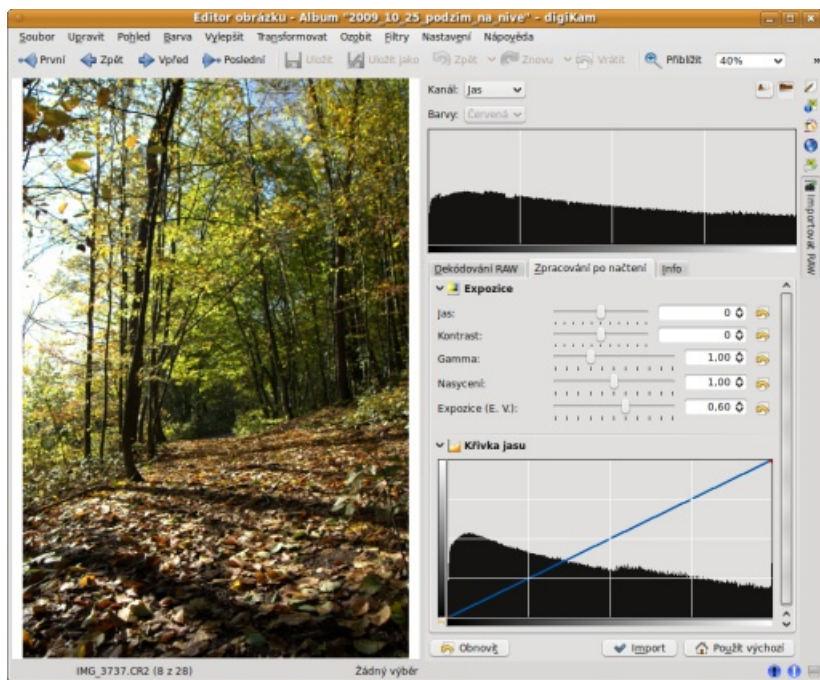 Editor obrázku - Album "2009_10_25_podzim_na_nive" - digiKam
Soubor Upravit Pohled Barva Vylepšit Transformovat Ozobit Filtry Nastavení Nápověda
První Zpět Vpřed Poslední Uložit Uložit jako Zpět Znovu Vrátit Přiblížit 40% »
Kanál: Jas
Barvy: Červená
Importovat RAW
Dekódování RAW Zpracování po načtení Info
Expozice
Jas: 0
Kontrast: 0
Gamma: 1,00
Nasycení: 1,00
Expozice (E. V.): 0,60
Křivka jasu
Obnovit Import Použít výchozí
IMG_3737.CR2 (8 z 28) Žádný výběr